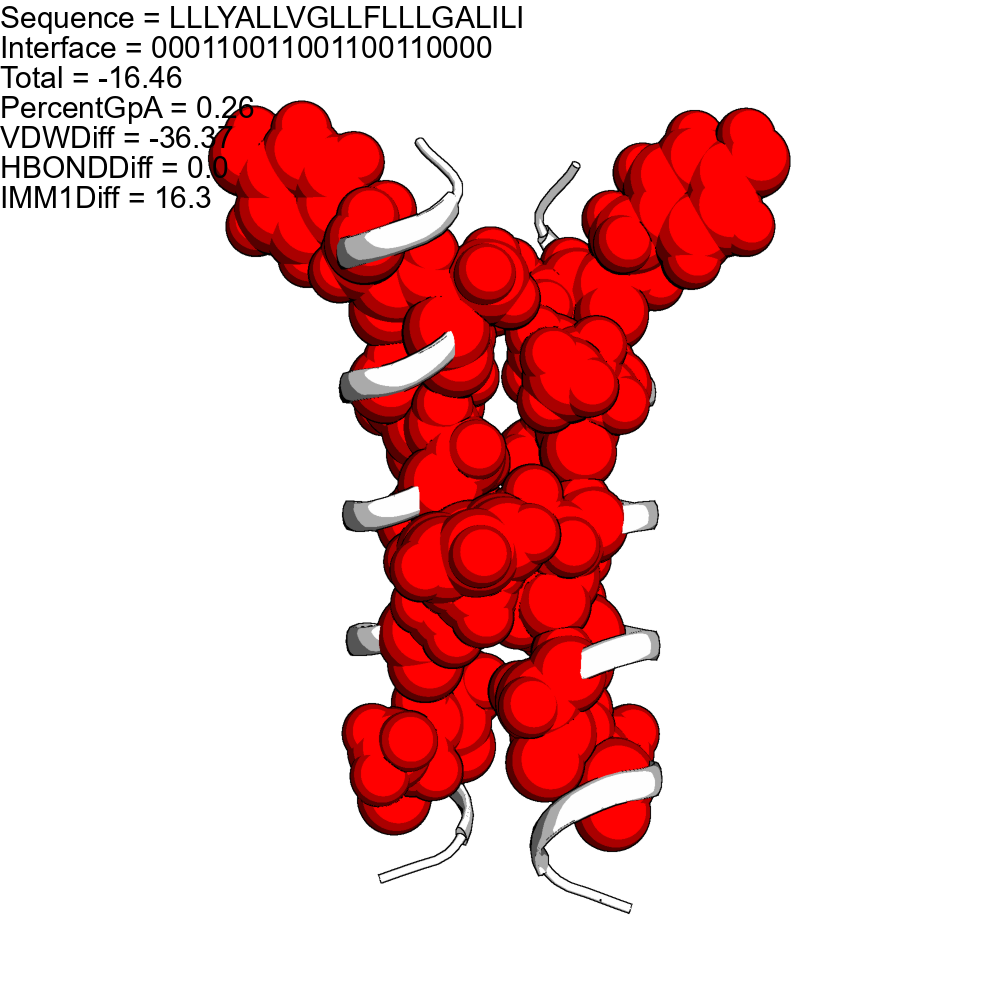 Sequence = LLLYALLVGLLFLLLGALILI
Interface = 000110011001100110000
Total = -16.46
PercentGpA = 0.26
VDWDiff = -36.37
HBONDDiff = 0.0
IMM1Diff = 16.3